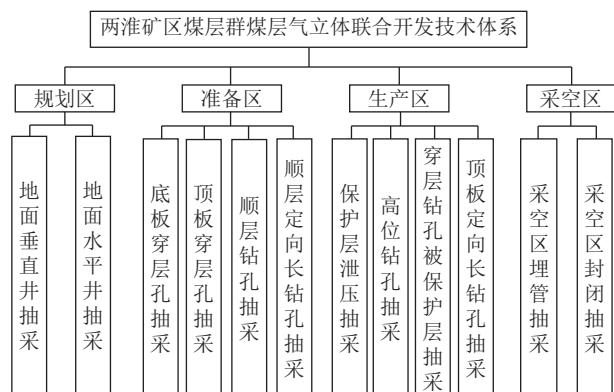 两淮矿区煤层群煤层气立体联合开发技术体系
规划区
准备区
生产区
采空区
地面垂直井抽采
地面水平井抽采
底板穿层孔抽采
顶板穿层孔抽采
顺层钻孔抽采
顺层定向长钻孔抽采
保护层泄压抽采
高位钻孔抽采
穿层钻孔被保护层抽采
顶板定向长钻孔抽采
采空区埋管抽采
采空区封闭抽采